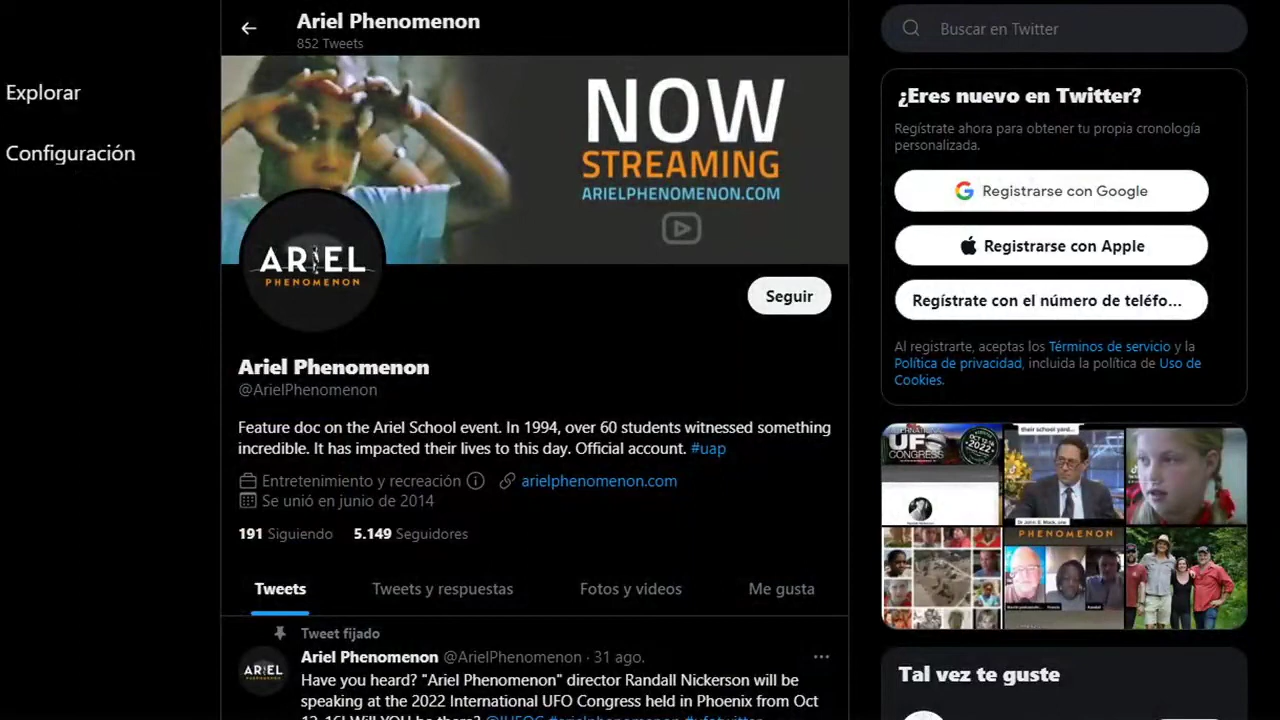 Ariel Phenomenon
852 Tweets
Explorar
Configuración
NOW
STREAMING
ARIELPHENOMENON.COM
ARIEL
PHENOMENON
Seguir
Ariel Phenomenon
@ArielPhenomenon
Feature doc on the Ariel School event. In 1994, over 60 students witnessed something
incredible. It has impacted their lives to this day. Official account. #uap
Entretenimiento y recreación
arielphenomenon.com
Se unió en junio de 2014
191 Siguiendo 5.149 Seguidores
Tweets Tweets y respuestas Fotos y videos Me gusta
Tweet fijado
ARIEL
Ariel Phenomenon @ArielPhenomenon · 31 ago.
Have you heard? "Ariel Phenomenon" director Randall Nickerson will be
speaking at the 2022 International UFO Congress held in Phoenix from Oct
Buscar en Twitter
¿Eres nuevo en Twitter?
Regístrate ahora para obtener tu propia cronología
personalizada.
Registrarse con Google
Registrarse con Apple
Regístrate con el número de teléfo...
Al registrarte, aceptas los Términos de servicio y la
Política de privacidad, incluida la política de Uso de
Cookies.
INTERNATIONAL
UFO
CONGRESS
2022
their school yard...
PHENOMENON
Tal vez te guste